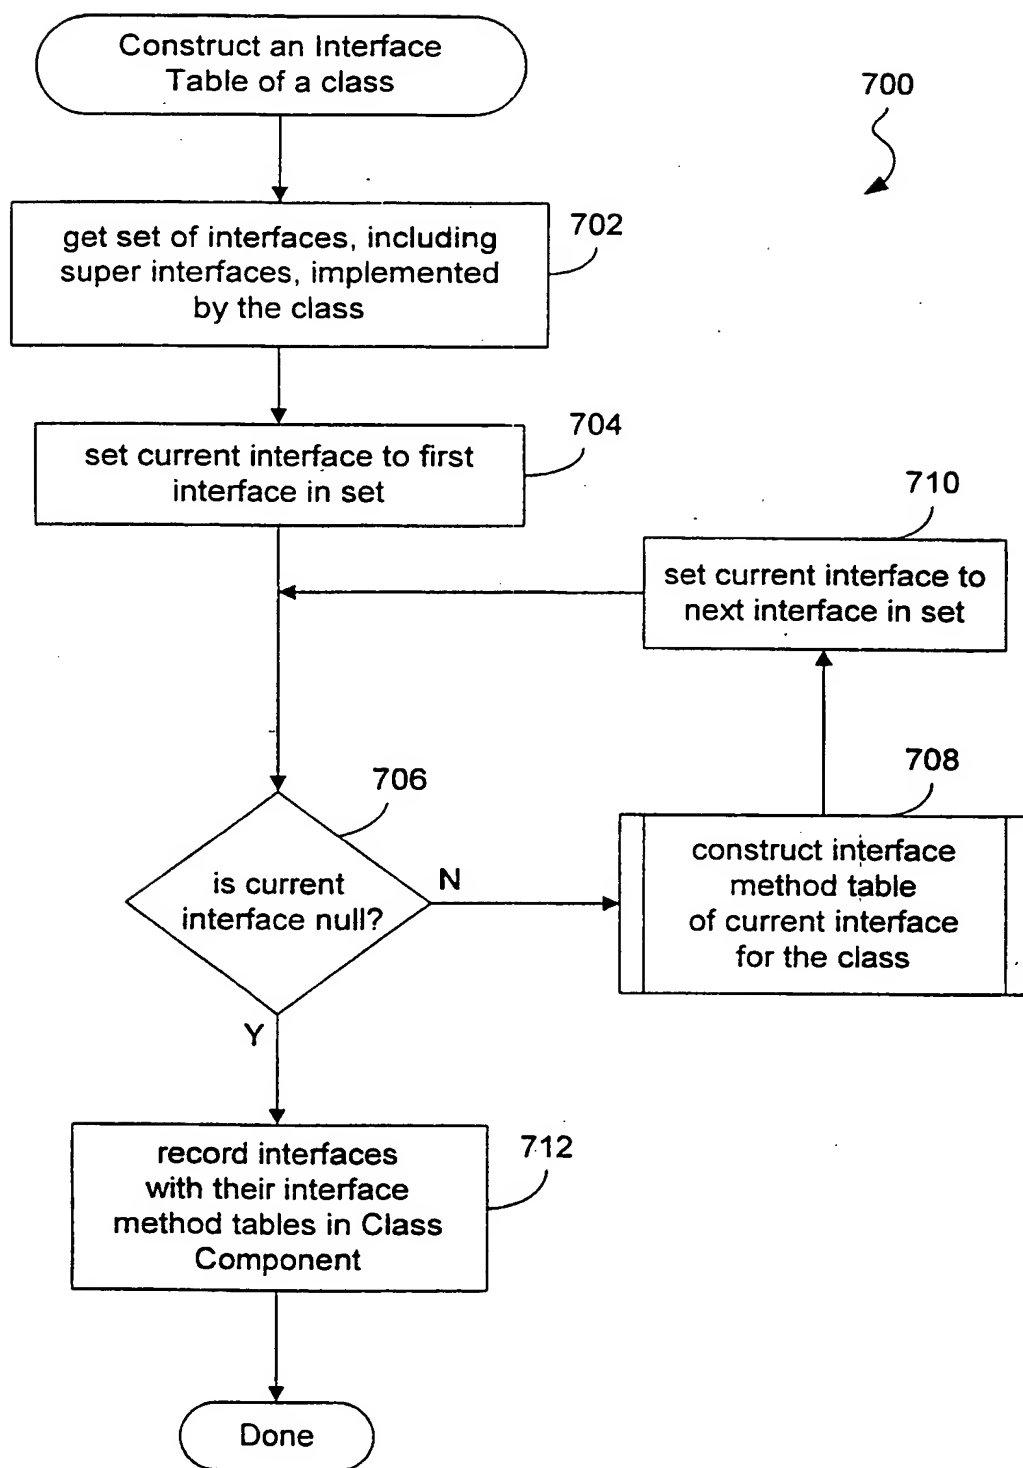 Construct an Interface
Table of a class
700
get set of interfaces, including
super interfaces, implemented
by the class
702
set current interface to first
interface in set
704
710
set current interface to
next interface in set
706
is current
interface null?
N
Y
708
construct interface
method table
of current interface
for the class
record interfaces
with their interface
method tables in Class
Component
712
Done